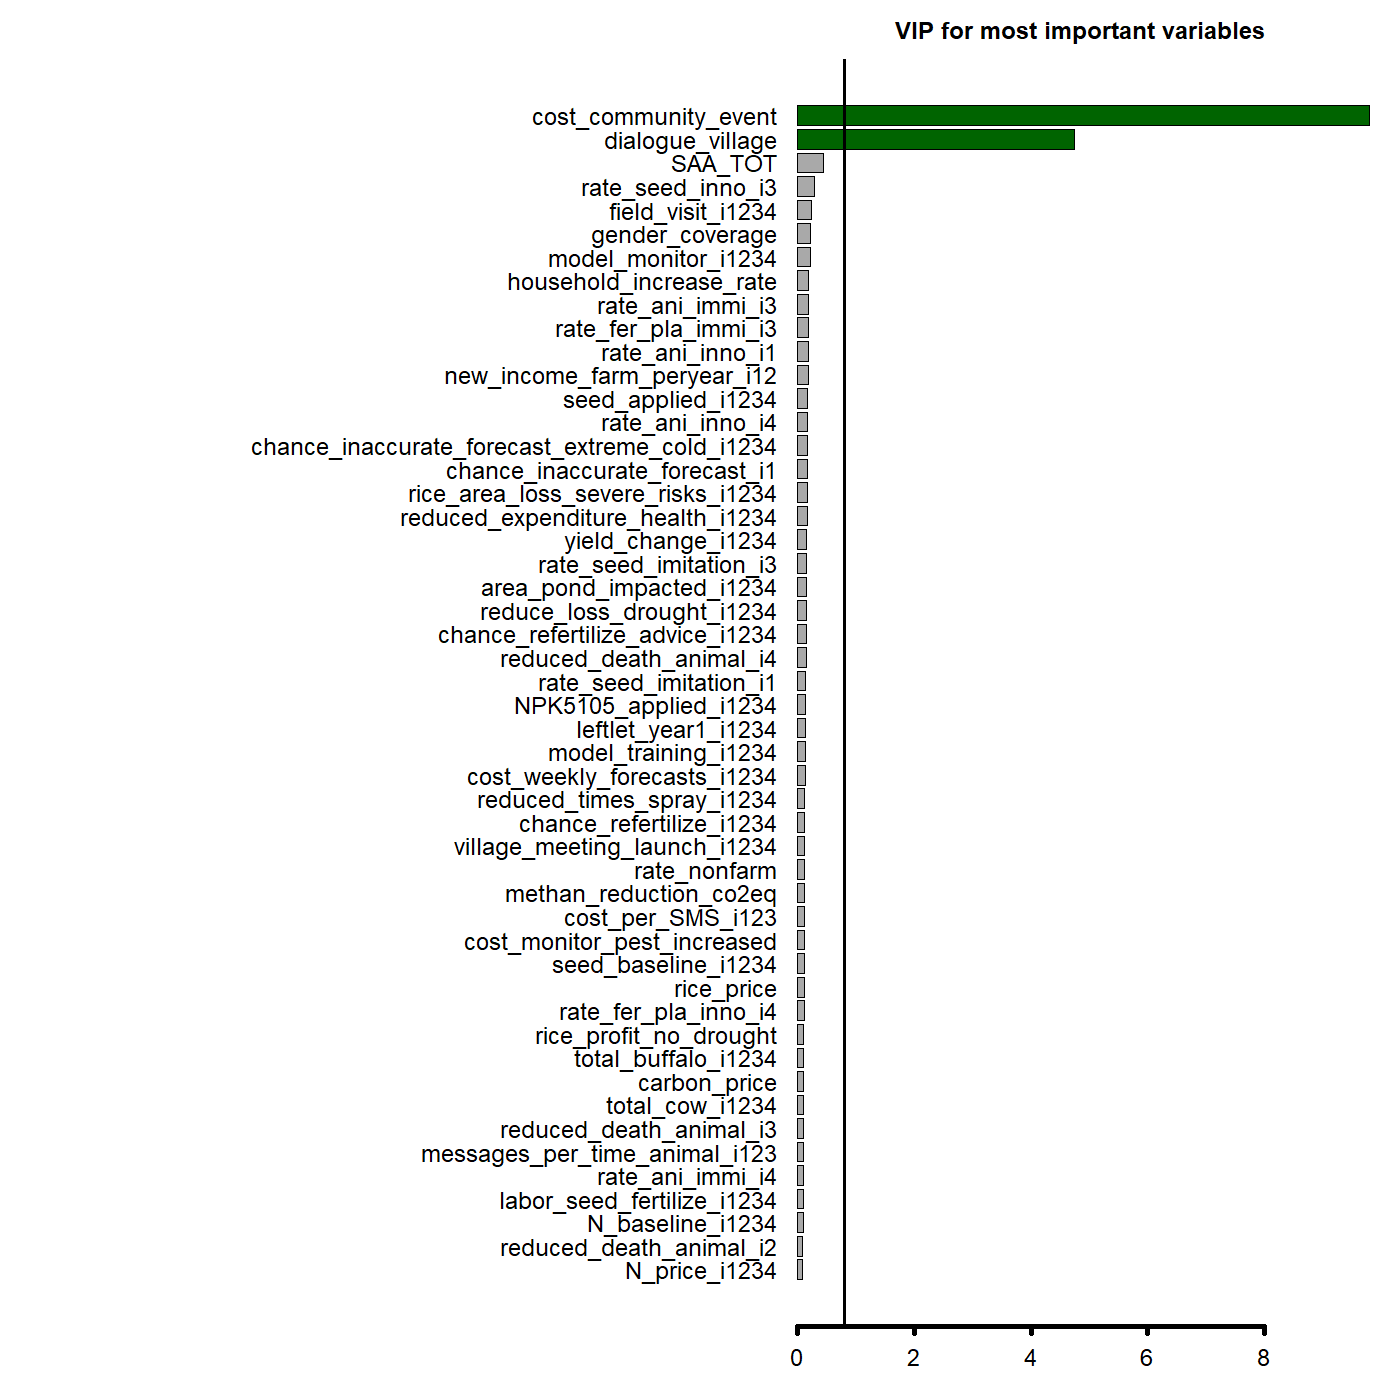 VIP for most important variables
cost_community_event
dialogue_village
SAA_TOT
rate_seed_inno_i3
field_visit_i1234
gender_coverage
model_monitor_i1234
household_increase_rate
rate_ani_immi_i3
rate_fer_pla_immi_i3
rate_ani_inno_i1
new_income_farm_peryear_i12
seed_applied_i1234
rate_ani_inno_i4
chance_inaccurate_forecast_extreme_cold_i1234
chance_inaccurate_forecast_i1
rice_area_loss_severe_risks_i1234
reduced_expenditure_health_i1234
yield_change_i1234
rate_seed_imitation_i3
area_pond_impacted_i1234
reduce_loss_drought_i1234
chance_refertilize_advice_i1234
reduced_death_animal_i4
rate_seed_imitation_i1
NPK5105_applied_i1234
leftlet_year1_i1234
model_training_i1234
cost_weekly_forecasts_i1234
reduced_times_spray_i1234
chance_refertilize_i1234
village_meeting_launch_i1234
rate_nonfarm
methan_reduction_co2eq
cost_per_SMS_i123
cost_monitor_pest_increased
seed_baseline_i1234
rice_price
rate_fer_pla_inno_i4
rice_profit_no_drought
total_buffalo_i1234
carbon_price
total_cow_i1234
reduced_death_animal_i3
messages_per_time_animal_i123
rate_ani_immi_i4
labor_seed_fertilize_i1234
N_baseline_i1234
reduced_death_animal_i2
N_price_i1234
0 2 4 6 8